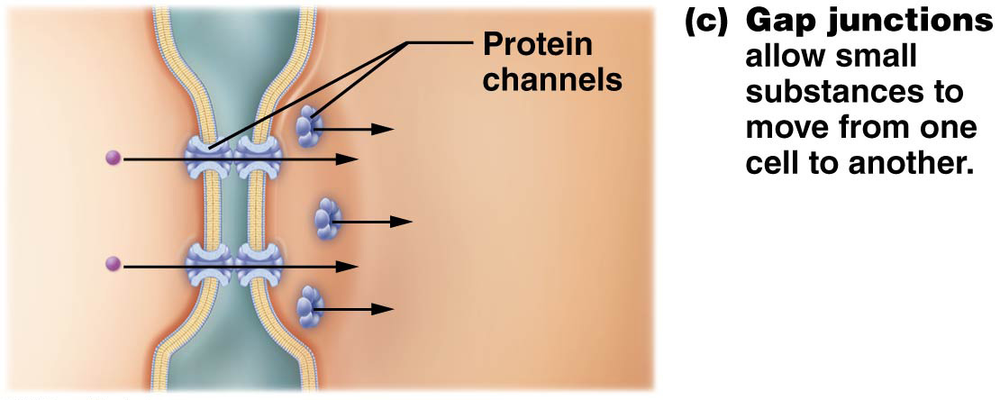 Protein
channels
(c) Gap junctions
allow small
substances to
move from one
cell to another.